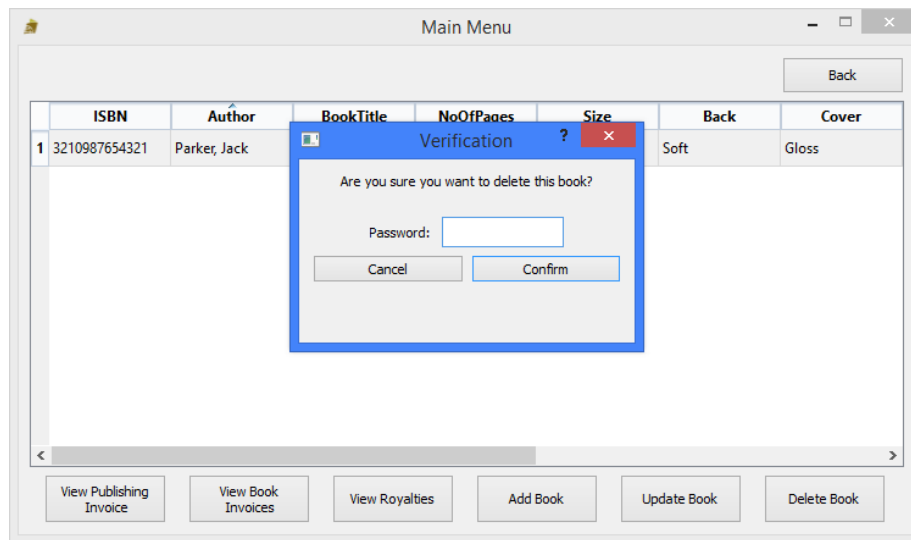 Main Menu
Back
ISBN Author BookTitle NoOfPages Size Back Cover
1 3210987654321 Parker, Jack Soft Gloss
Verification ?
Are you sure you want to delete this book?
Password:
Cancel Confirm
View Publishing Invoice
View Book Invoices
View Royalties
Add Book
Update Book
Delete Book